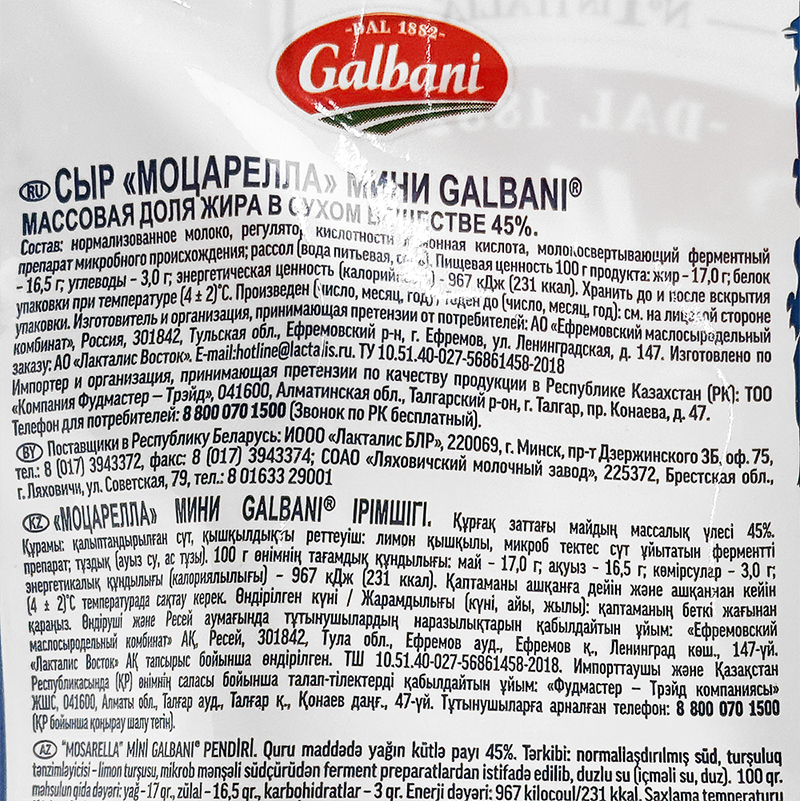 -DAL 1882-
Galbani
RU СЫР «МОЦАРЕЛЛА» МИНИ GALBANI®
МАССОВАЯ ДОЛЯ ЖИРА В СУХОМ ВЕЩЕСТВЕ 45%.
Состав: нормализованное молоко, регулятор кислотности лимонная кислота, молокосвертывающий ферментный
препарат микробного происхождения; рассол (вода питьевая, соль). Пищевая ценность 100 г продукта: жир – 17,0 г; белок
– 16,5 г; углеводы – 3,0 г; энергетическая ценность (калорийность) – 967 кДж (231 ккал). Хранить до и после вскрытия
упаковки при температуре (4 ± 2)°С. Произведен (число, месяц, год) / годен до (число, месяц, год): см. на лицевой стороне
упаковки. Изготовитель и организация, принимающая претензии от потребителей: АО «Ефремовский маслосыродельный
комбинат», Россия, 301842, Тульская обл., Ефремовский р-н, г. Ефремов, ул. Ленинградская, д. 147. Изготовлено по
заказу: АО «Лакталис Восток». E-mail:hotline@lactalis.ru. ТУ 10.51.40-027-56861458-2018
Импортер и организация, принимающая претензии по качеству продукции в Республике Казахстан (РК): ТОО
«Компания Фудмастер – Трэйд», 041600, Алматинская обл., Талгарский р-он, г. Талгар, пр. Конаева, д. 47.
Телефон для потребителей: 8 800 070 1500 (Звонок по РК бесплатный).
BY Поставщики в Республику Беларусь: ИООО «Лакталис БЛР», 220069, г. Минск, пр-т Дзержинского 3Б, оф. 75,
тел.: 8 (017) 3943372, факс: 8 (017) 3943374; СОАО «Ляховичский молочный завод», 225372, Брестская обл.,
г. Ляховичи, ул. Советская, 79, тел.: 8 01633 29001
KZ «МОЦАРЕЛЛА» МИНИ GALBANI® ІРІМШІГІ. Құрғақ заттағы майдың массалық үлесі 45%.
Құрамы: қалыптандырылған сүт, қышқылдықты реттеуіш: лимон қышқылы, микроб тектес сүт ұйытатын ферментті
препарат; тұздық (ауыз су, ас тұзы). 100 г өнімнің тағамдық құндылығы: май – 17,0 г; ақуыз – 16,5 г; көмірсулар – 3,0 г;
энергетикалық құндылығы (калориялылығы) – 967 кДж (231 ккал). Қаптаманы ашқанға дейін және ашқаннан кейін
(4 ± 2)°С температурада сақтау керек. Өндірілген күні / Жарамдылығы (күні, айы, жылы): қаптаманың беткі жағынан
қараңыз. Өндіруші және Ресей аумағында тұтынушылардың наразылықтарын қабылдайтын ұйым: «Ефремовский
маслосыродельный комбинат» АҚ, Ресей, 301842, Тула обл., Ефремов ауд., Ефремов қ., Ленинград көш., 147-үй.
«Лакталис Восток» АҚ тапсырыс бойынша өндірілген. ТШ 10.51.40-027-56861458-2018. Импорттаушы және Қазақстан
Республикасында (ҚР) өнімнің сапасы бойынша талап-тілектерді қабылдайтын ұйым: «Фудмастер – Трэйд компаниясы»
ЖШС, 041600, Алматы обл., Талғар ауд., Талғар қ., Қонаев даңғ., 47-үй. Тұтынушыларға арналған телефон: 8 800 070 1500
(ҚР бойынша қоңырау шалу тегін).
AZ "MOSARELLA" MİNİ GALBANI® PENDİRİ. Quru maddədə yağın kütlə payı 45%. Tərkibi: normallaşdırılmış süd, turşuluq
tənzimləyicisi - limon turşusu, mikrob mənşəli südçürüdən ferment preparatlardan istifadə edilib, duzlu su (içməli su, duz). 100 qr.
məhsulun qida dəyəri: yağ - 17 qr., zülal - 16,5 qr., karbohidratlar – 3 qr. Enerji dəyəri: 967 kilocoul/231 kkal. Saxlama temperaturu